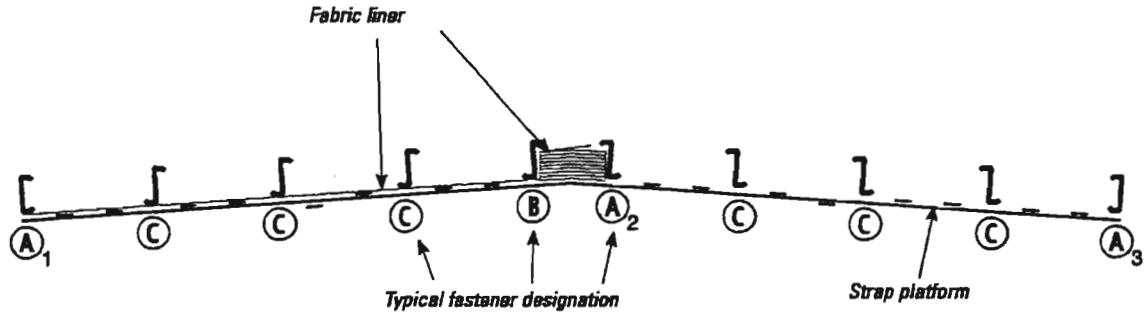 Fabric liner
A1 C C C B A2 C C C A3
Typical fastener designation
Strap platform